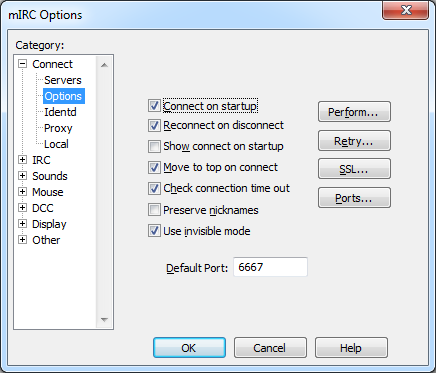 mIRC Options
Category:
Connect
Servers
Options
Identd
Proxy
Local
IRC
Sounds
Mouse
DCC
Display
Other
Connect on startup
Reconnect on disconnect
Show connect on startup
Move to top on connect
Check connection time out
Preserve nicknames
Use invisible mode
Default Port: 6667
Perform...
Retry...
SSL...
Ports...
OK Cancel Help